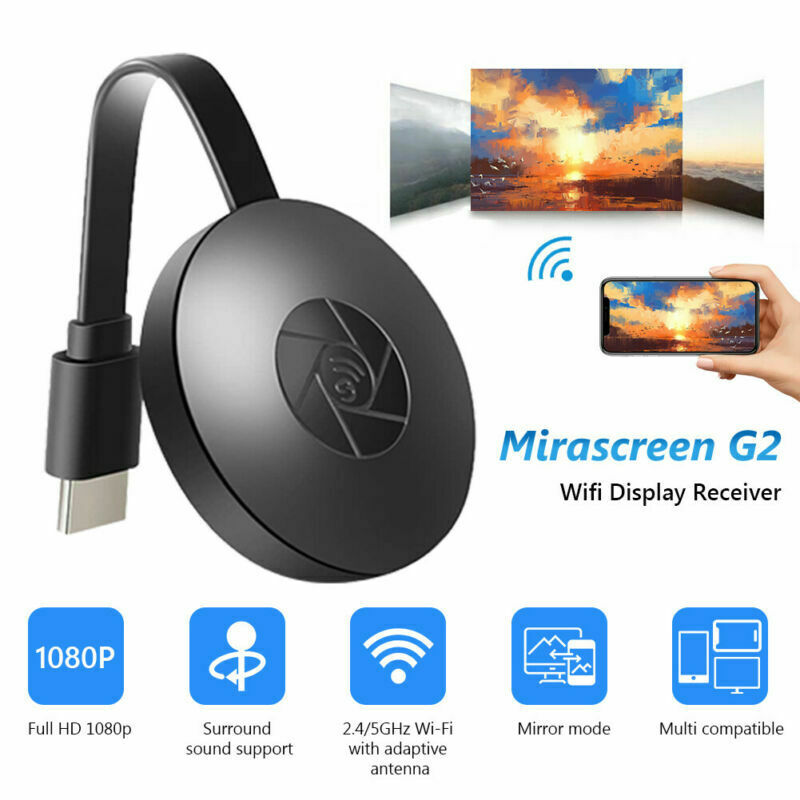 Mirascreen G2
Wifi Display Receiver
1080P
Full HD 1080p
Surround
sound support
2.4/5GHz Wi-Fi
with adaptive
antenna
Mirror mode
Multi compatible